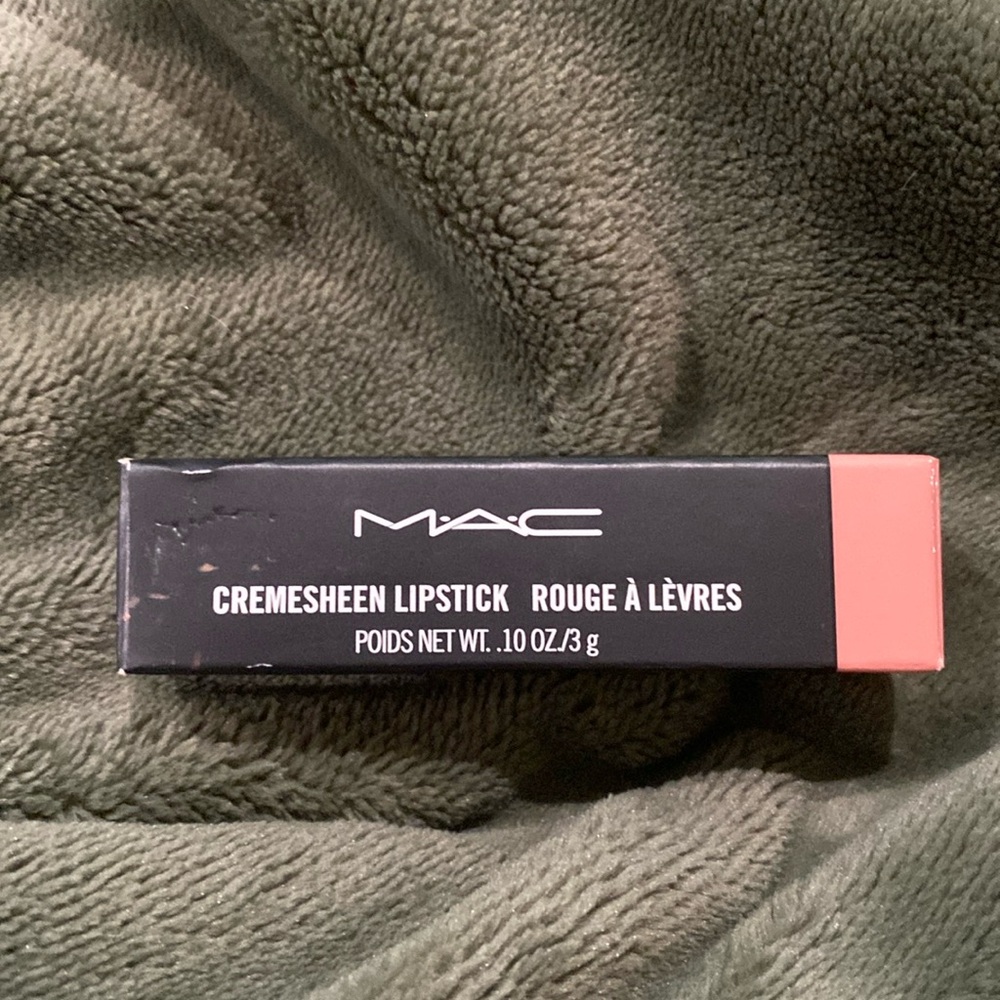 M·A·C
CREMESHEEN LIPSTICK ROUGE À LÈVRES
POIDS NET WT. .10 OZ./3 g